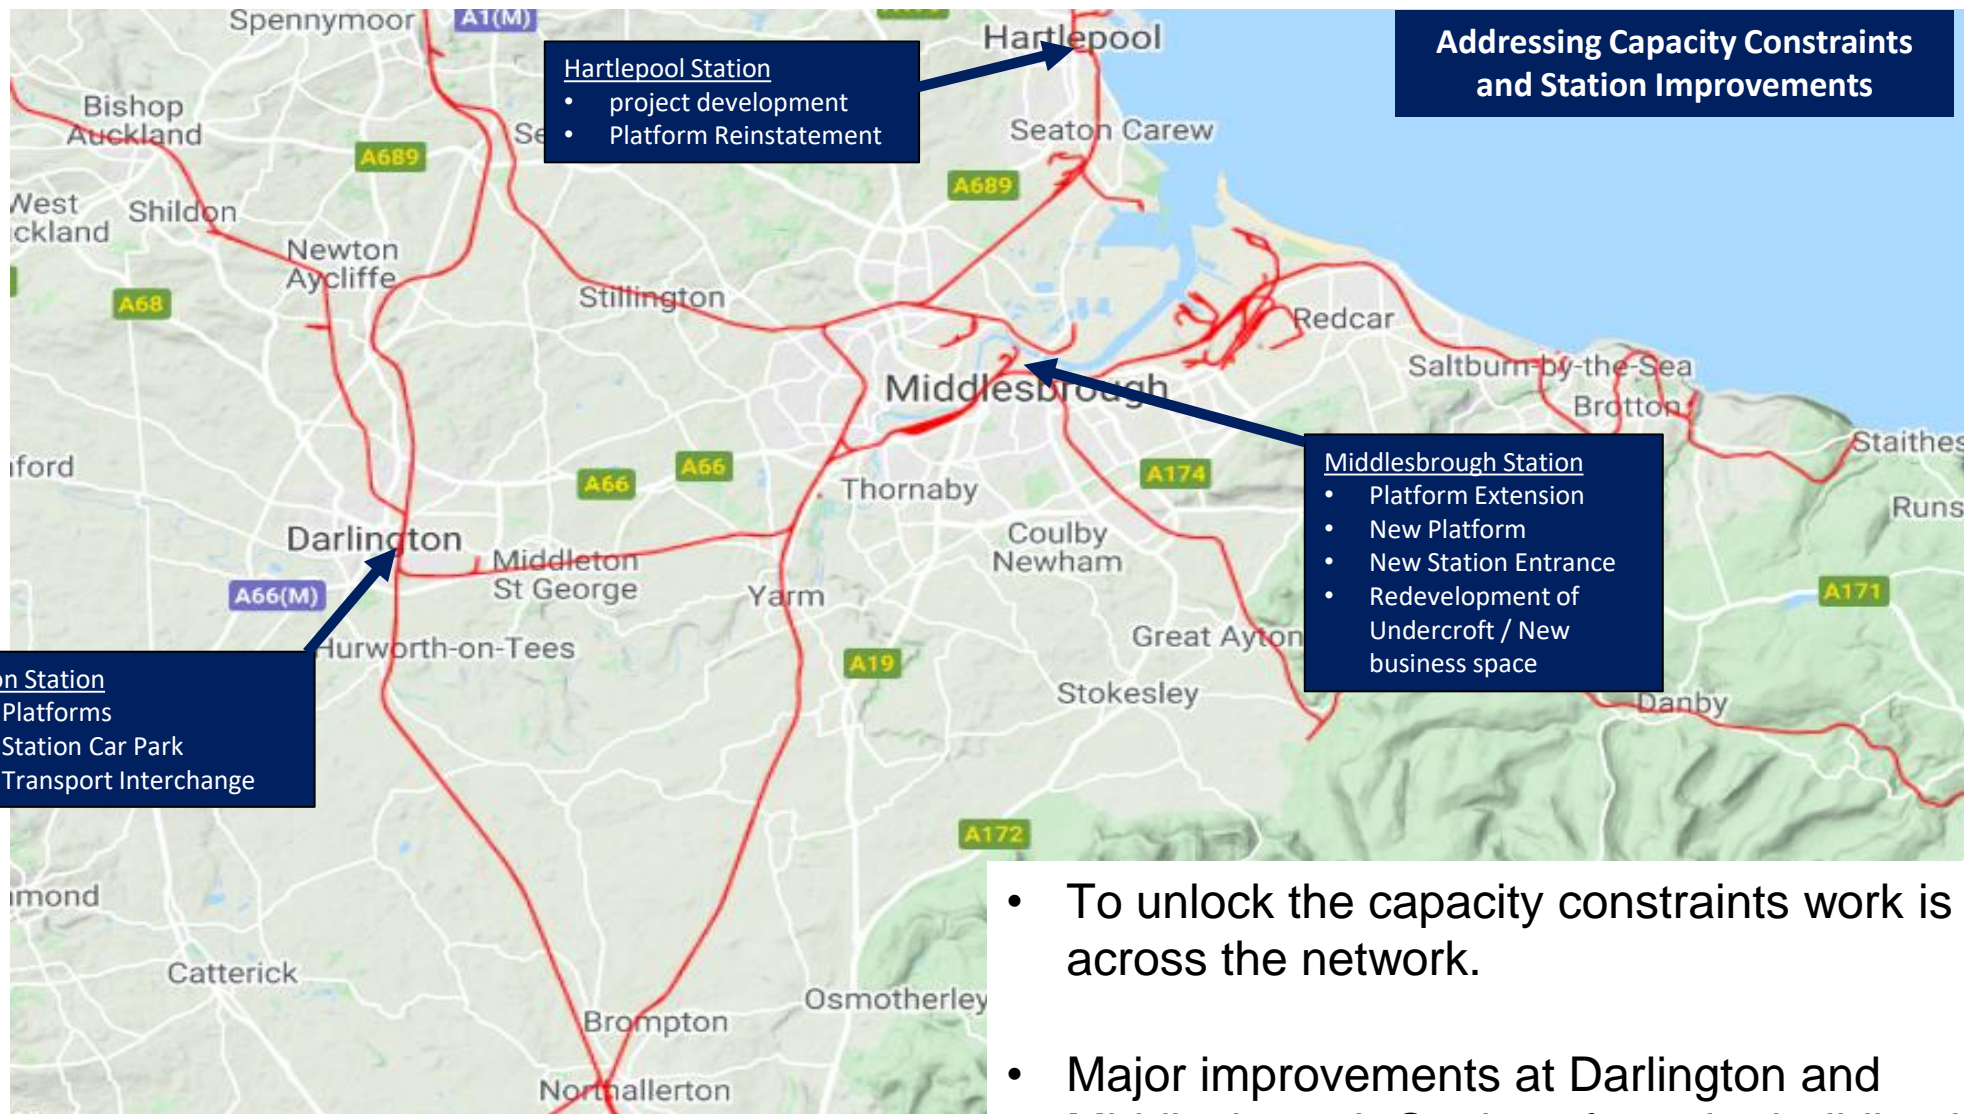 Addressing Capacity Constraints
and Station Improvements
Spennymoor
A1(M)
Hartlepool
Hartlepool Station
• project development
• Platform Reinstatement
Bishop
Auckland
A689
Seaton Carew
A689
West
Shildon
Newton
Aycliffe
A68
Stillington
Redcar
Middlesbrough
Saltburn-by-the-Sea
Brotton
Staithes
A66
A66
Thornaby
A174
Middlesbrough Station
• Platform Extension
• New Platform
• New Station Entrance
• Redevelopment of
Undercroft / New
business space
Darlington
Middleton
St George
Coulby
Newham
A66(M)
Yarm
A171
Hurworth-on-Tees
Great Ayton
A19
Stokesley
Danby
Station
Platforms
Station Car Park
Transport Interchange
A172
Catterick
Osmotherley
Brompton
Northallerton
• To unlock the capacity constraints work is
across the network.
• Major improvements at Darlington and